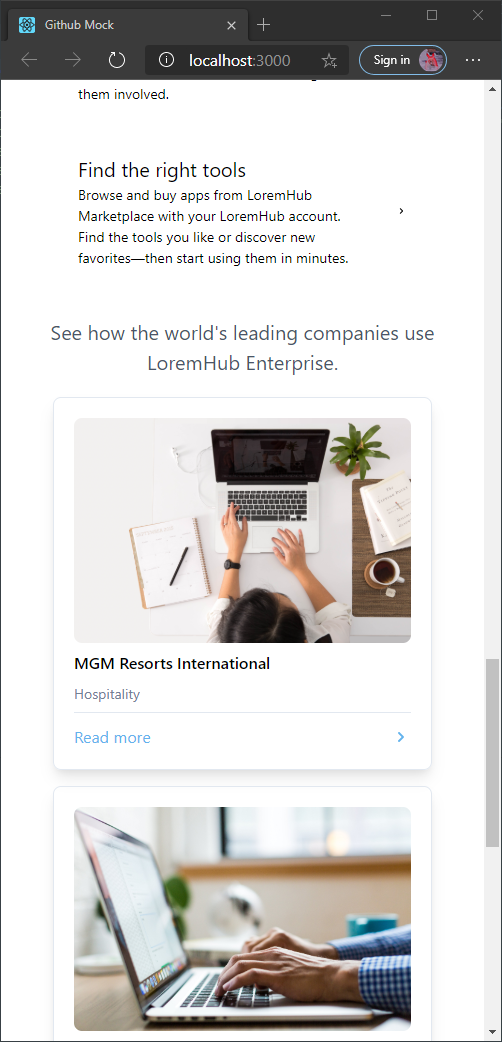 Github Mock
localhost:3000
Sign in
them involved.
Find the right tools
Browse and buy apps from LoremHub
Marketplace with your LoremHub account.
Find the tools you like or discover new
favorites—then start using them in minutes.
See how the world's leading companies use
LoremHub Enterprise.
MGM Resorts International
Hospitality
Read more